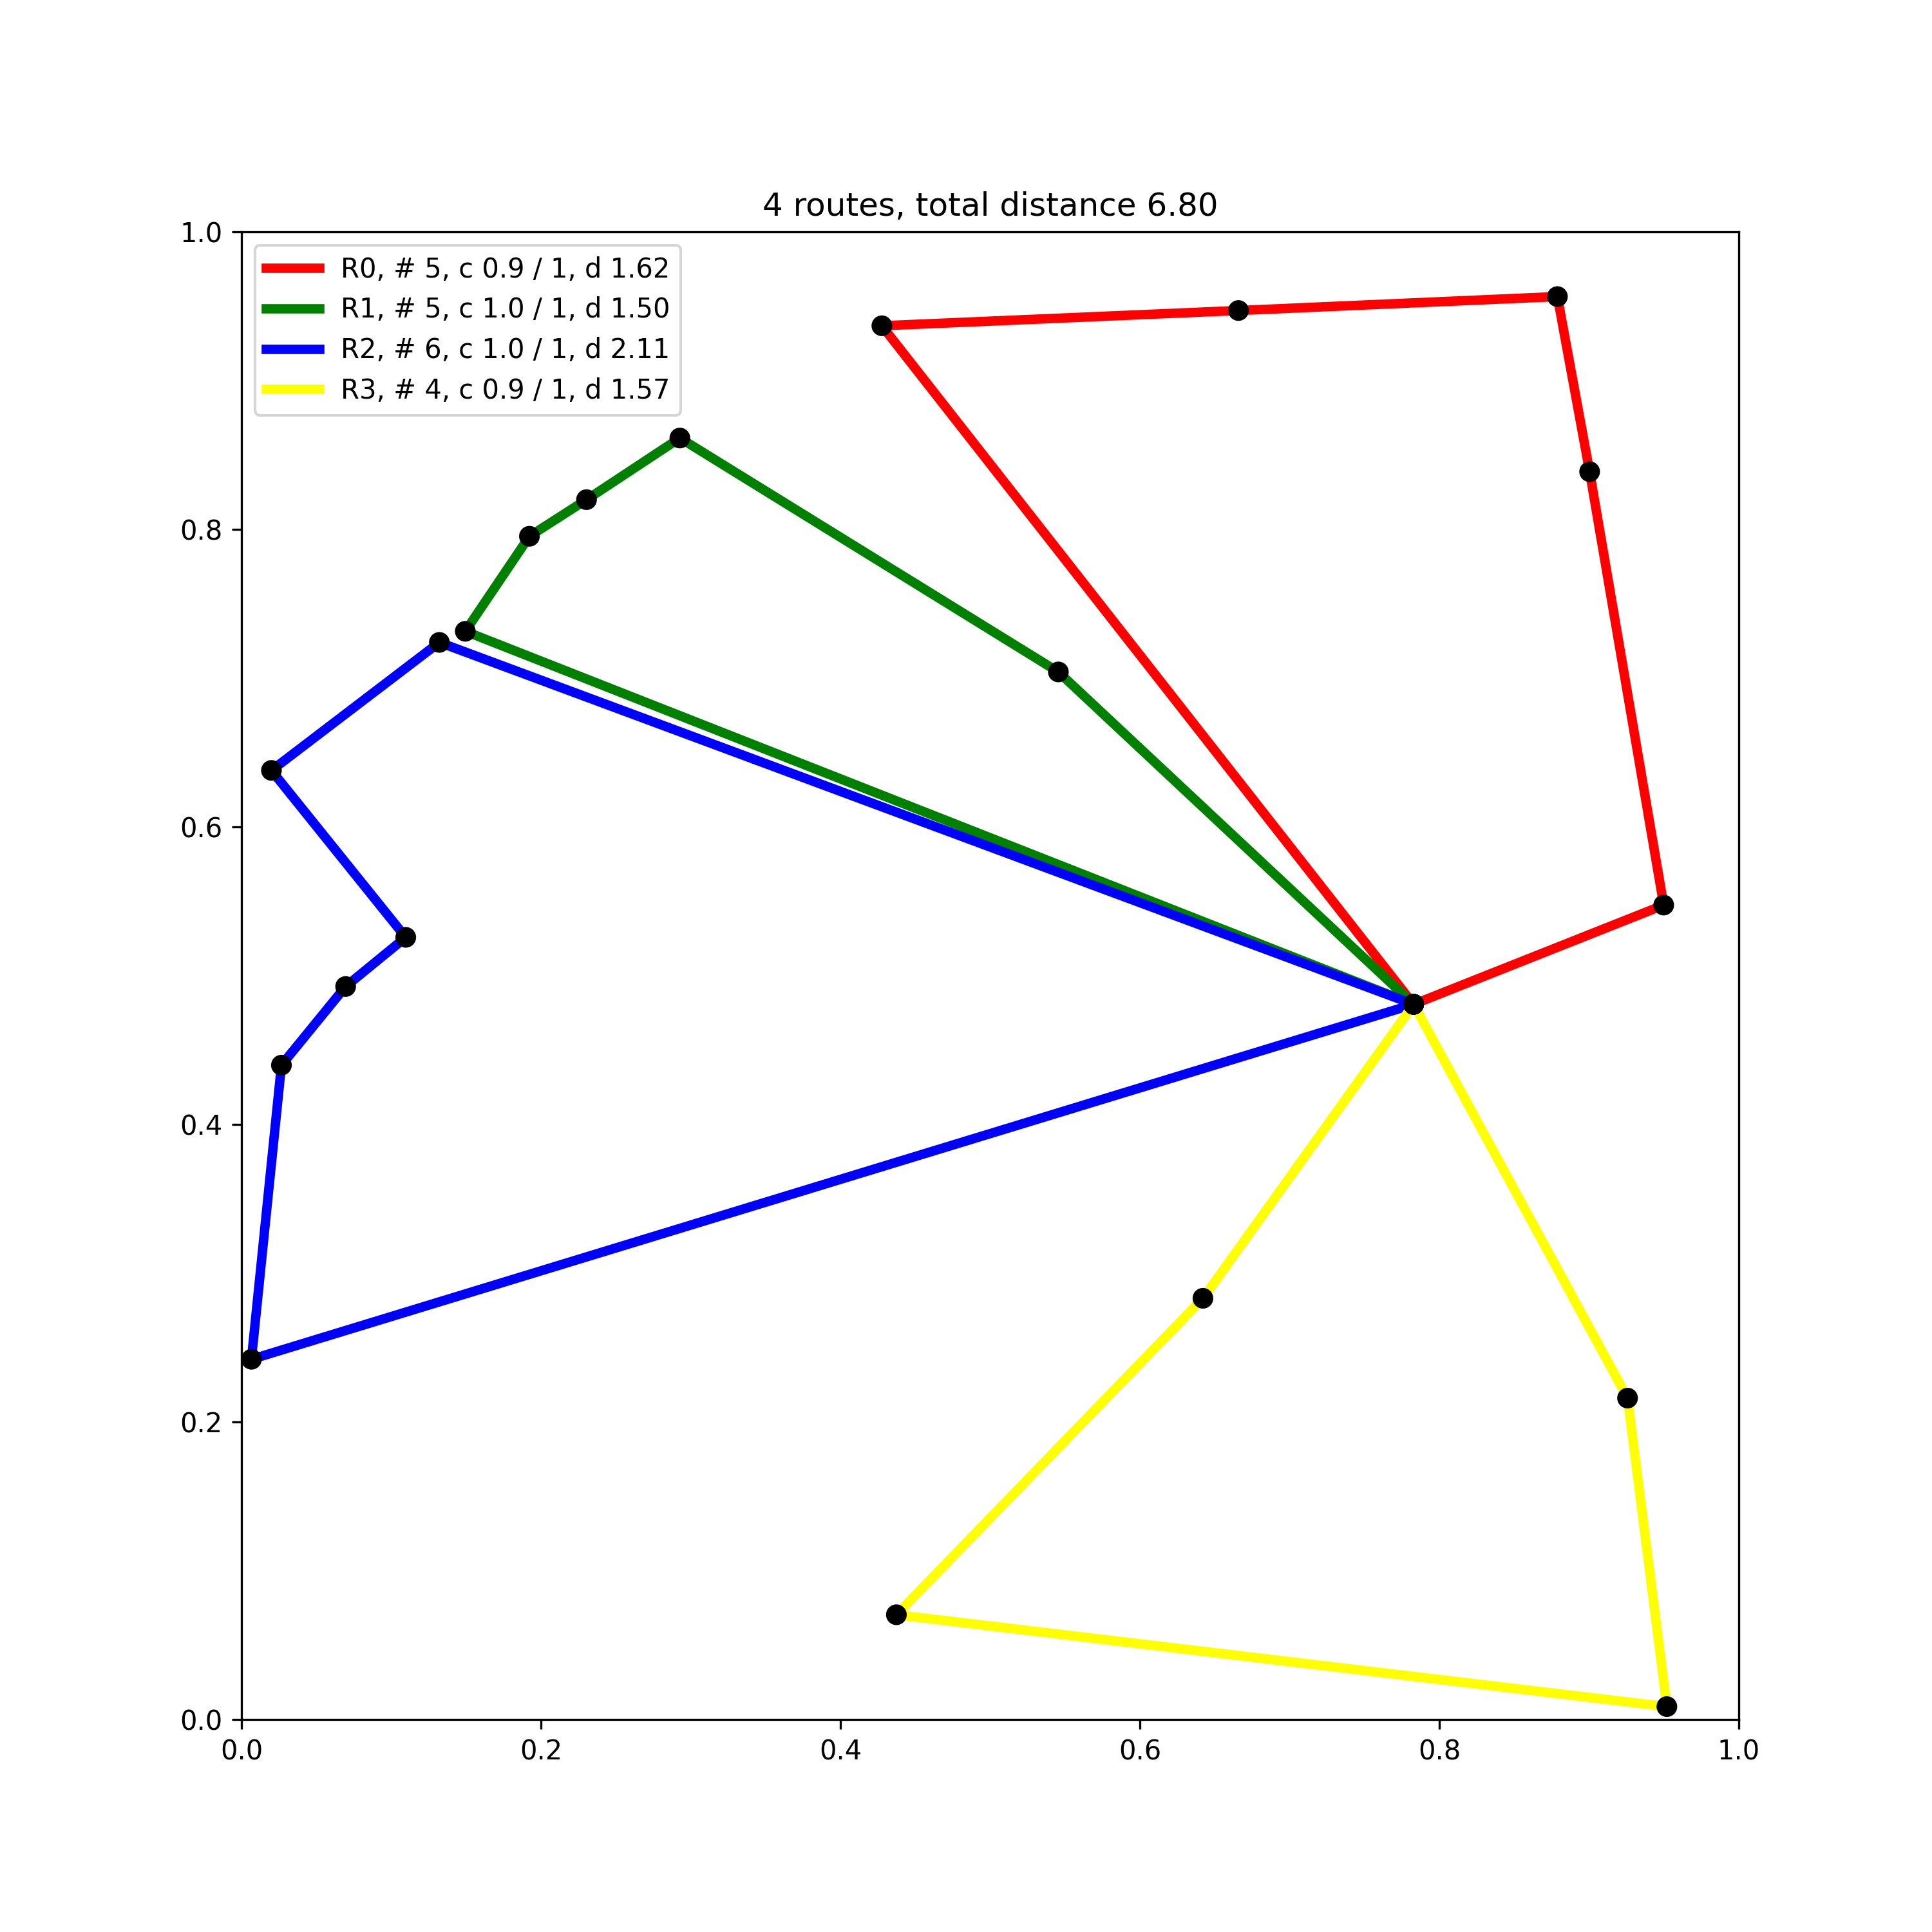 4 routes, total distance 6.80
1.0
R0, # 5, c 0.9 / 1, d 1.62
R1, # 5, c 1.0 / 1, d 1.50
R2, # 6, c 1.0 / 1, d 2.11
R3, # 4, c 0.9 / 1, d 1.57
0.8
0.6
0.4
0.2
0.0
0.0 0.2 0.4 0.6 0.8 1.0